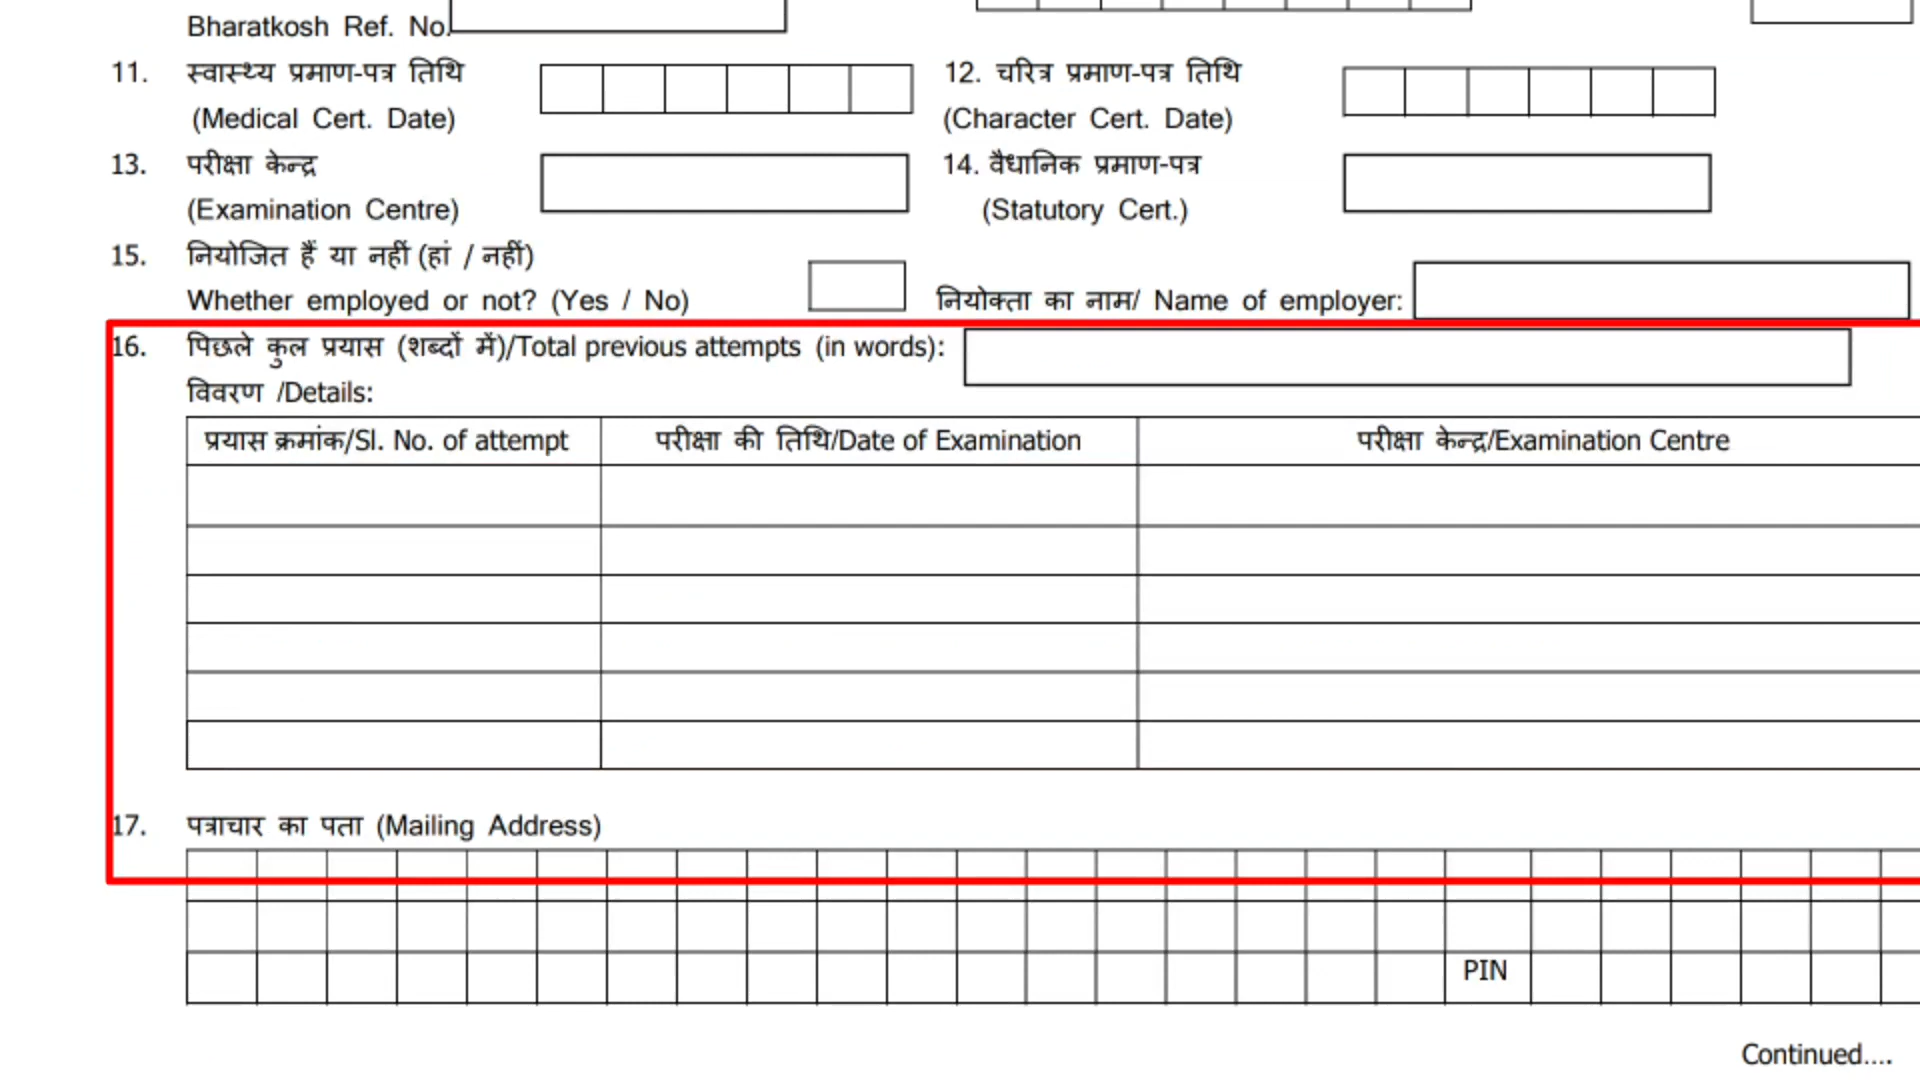 Bharatkosh Ref. No.
11. स्वास्थ्य प्रमाण-पत्र तिथि
(Medical Cert. Date)
12. चरित्र प्रमाण-पत्र तिथि
(Character Cert. Date)
13. परीक्षा केन्द्र
(Examination Centre)
14. वैधानिक प्रमाण-पत्र
(Statutory Cert.)
15. नियोजित हैं या नहीं (हां / नहीं)
Whether employed or not? (Yes / No)
नियोक्ता का नाम/ Name of employer:
16. पिछले कुल प्रयास (शब्दों में)/Total previous attempts (in words):
विवरण /Details:
प्रयास क्रमांक/Sl. No. of attempt
परीक्षा की तिथि/Date of Examination
परीक्षा केन्द्र/Examination Centre
17. पत्राचार का पता (Mailing Address)
PIN
Continued....